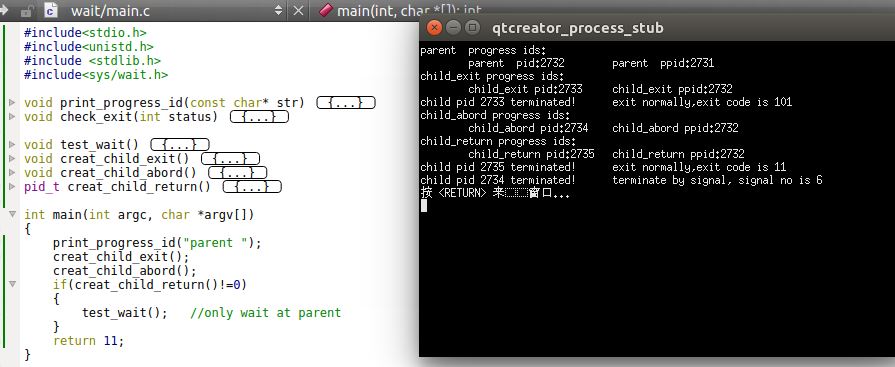 wait/main.c
main(int, char *[]): int
#include<stdio.h>
#include<unistd.h>
#include <stdlib.h>
#include<sys/wait.h>
void print_progress_id(const char* str) {...}
void check_exit(int status) {...}
void test_wait() {...}
void creat_child_exit() {...}
void creat_child_abord() {...}
pid_t creat_child_return() {...}
int main(int argc, char *argv[])
{
print_progress_id("parent ");
creat_child_exit();
creat_child_abord();
if(creat_child_return()!=0)
{
test_wait(); //only wait at parent
}
return 11;
}
qtcreator_process_stub
parent progress ids:
parent pid:2732 parent ppid:2731
child_exit progress ids:
child_exit pid:2733 child_exit ppid:2732
child pid 2733 terminated! exit normally,exit code is 101
child_abord progress ids:
child_abord pid:2734 child_abord ppid:2732
child_return progress ids:
child_return pid:2735 child_return ppid:2732
child pid 2735 terminated! exit normally,exit code is 11
child pid 2734 terminated! terminate by signal, signal no is 6
按 <RETURN> 来窗口...